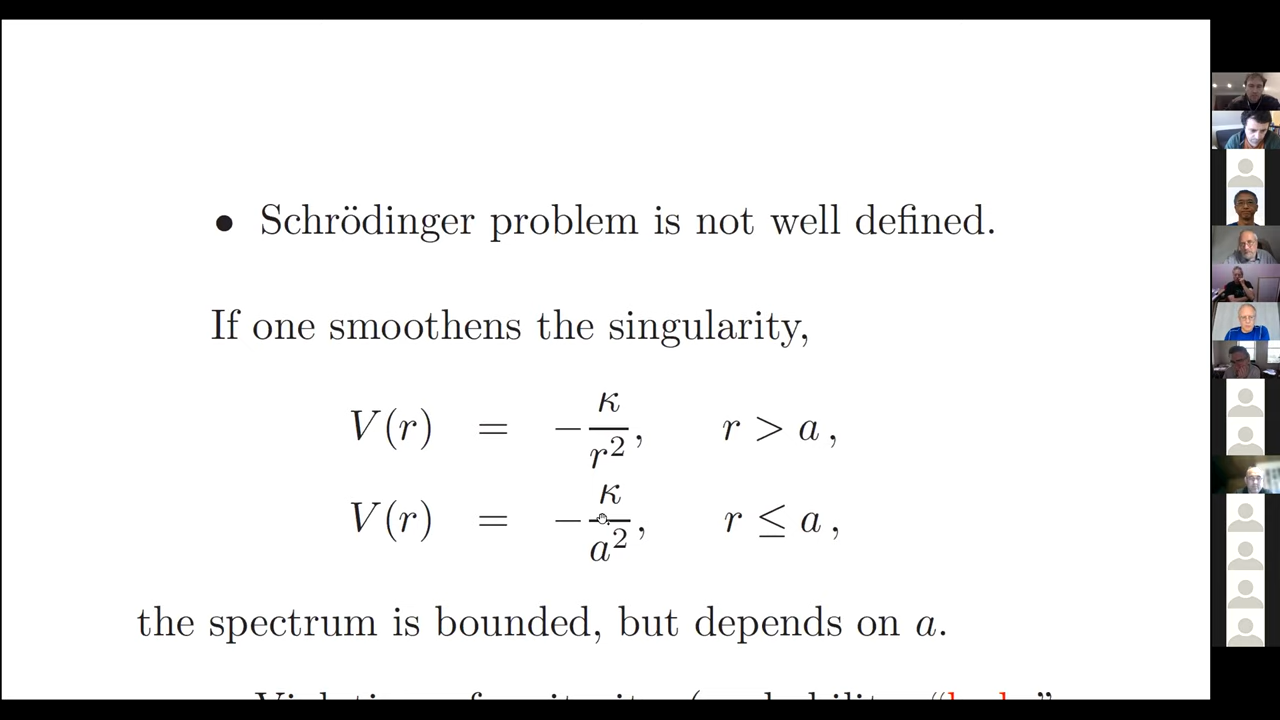 • Schrödinger problem is not well defined.
If one smoothens the singularity,
V(r) = −κ/r², r > a,
V(r) = −κ/a², r ≤ a,
the spectrum is bounded, but depends on a.